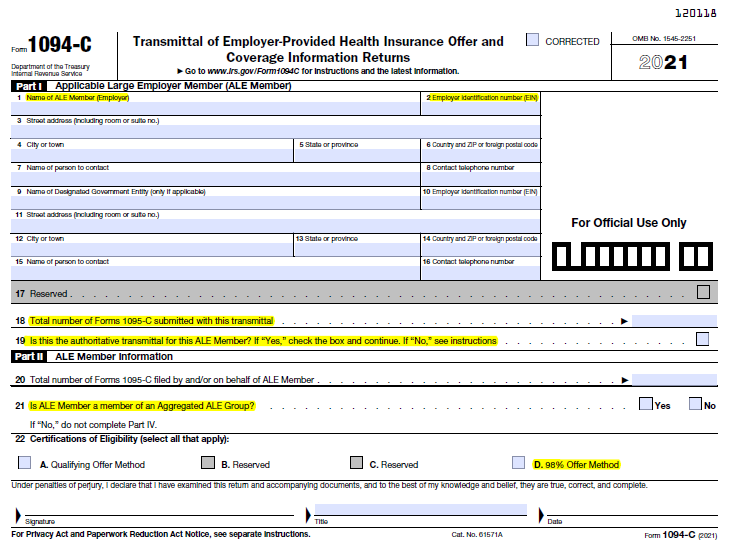 120118
Form 1094-C
Department of the Treasury
Internal Revenue Service
Transmittal of Employer-Provided Health Insurance Offer and
Coverage Information Returns
▶ Go to www.irs.gov/Form1094C for instructions and the latest information.
CORRECTED
OMB No. 1545-2251
2021
Part I Applicable Large Employer Member (ALE Member)
1 Name of ALE Member (Employer)
2 Employer identification number (EIN)
3 Street address (including room or suite no.)
4 City or town
5 State or province
6 Country and ZIP or foreign postal code
7 Name of person to contact
8 Contact telephone number
9 Name of Designated Government Entity (only if applicable)
10 Employer identification number (EIN)
11 Street address (including room or suite no.)
12 City or town
13 State or province
14 Country and ZIP or foreign postal code
15 Name of person to contact
16 Contact telephone number
For Official Use Only
17 Reserved
18 Total number of Forms 1095-C submitted with this transmittal ▶
19 Is this the authoritative transmittal for this ALE Member? If "Yes," check the box and continue. If "No," see instructions
Part II ALE Member Information
20 Total number of Forms 1095-C filed by and/or on behalf of ALE Member ▶
21 Is ALE Member a member of an Aggregated ALE Group? Yes No
If "No," do not complete Part IV.
22 Certifications of Eligibility (select all that apply):
A. Qualifying Offer Method B. Reserved C. Reserved D. 98% Offer Method
Under penalties of perjury, I declare that I have examined this return and accompanying documents, and to the best of my knowledge and belief, they are true, correct, and complete.
Signature Title Date
For Privacy Act and Paperwork Reduction Act Notice, see separate instructions. Cat. No. 61571A Form 1094-C (2021)